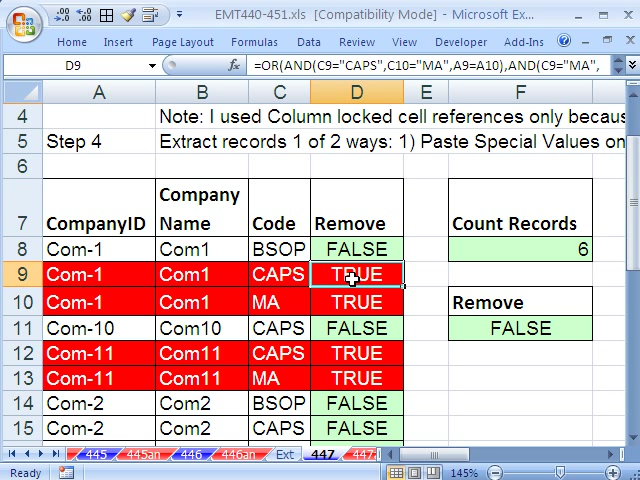 EMT440-451.xls [Compatibility Mode] - Microsoft Ex...
Home Insert Page Layout Formulas Data Review Developer Add-Ins
D9 fx =OR(AND(C9="CAPS",C10="MA",A9=A10),AND(C9="MA",
A B C D E F
4 Note: I used Column locked cell references only becaus
5 Step 4 Extract records 1 of 2 ways: 1) Paste Special Values on
6
7 CompanyID Company Name Code Remove Count Records
8 Com-1 Com1 BSOP FALSE 6
9 Com-1 Com1 CAPS TRUE
10 Com-1 Com1 MA TRUE Remove
11 Com-10 Com10 CAPS FALSE FALSE
12 Com-11 Com11 CAPS TRUE
13 Com-11 Com11 MA TRUE
14 Com-2 Com2 BSOP FALSE
15 Com-2 Com2 CAPS FALSE
445 445an 446 446an Ext 447 447
Ready 145%